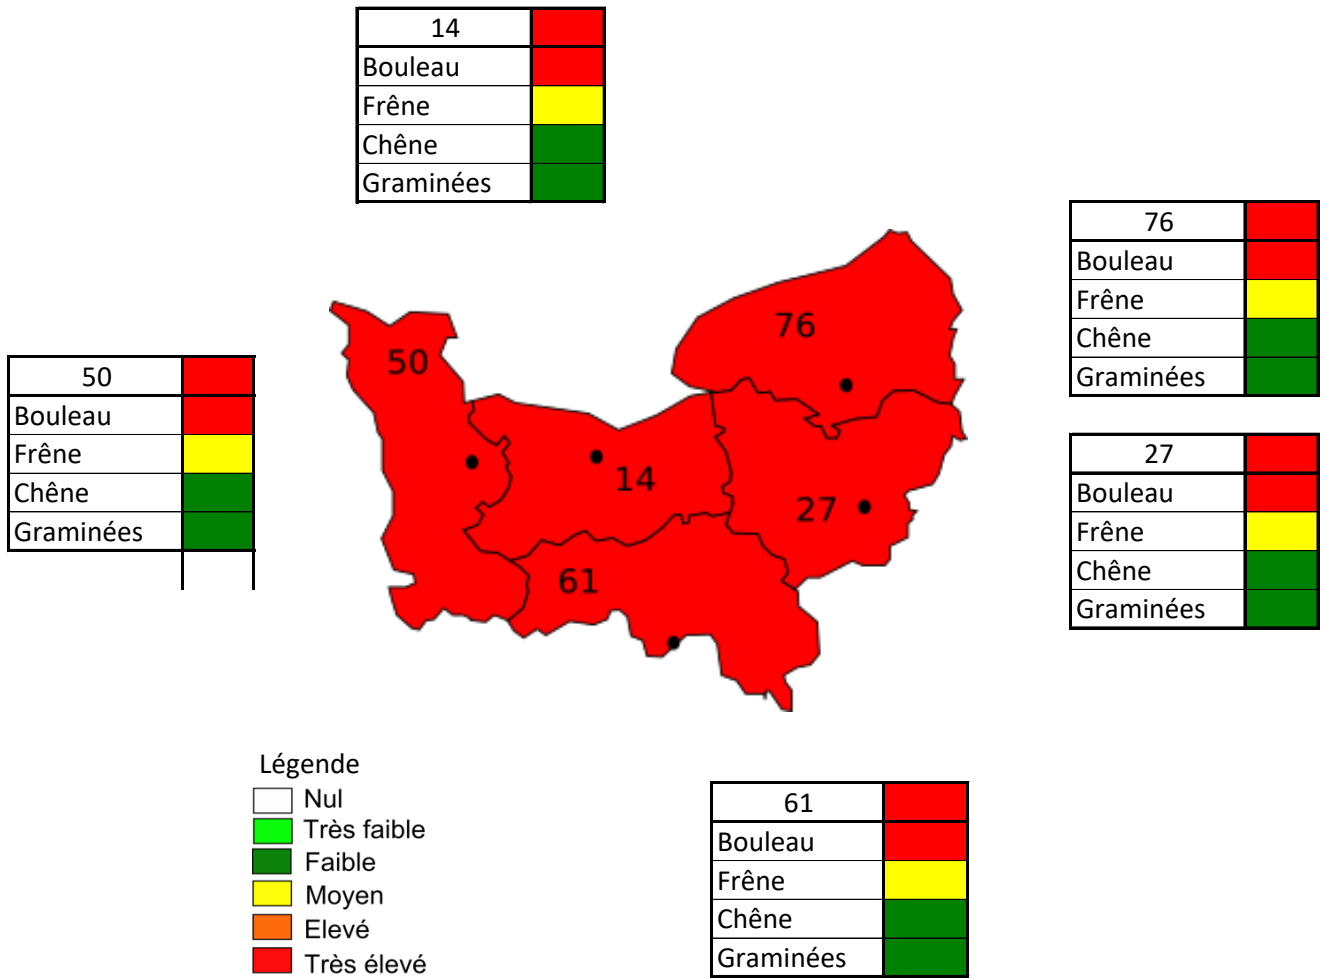 14
Bouleau
Frêne
Chêne
Graminées
76
Bouleau
Frêne
Chêne
Graminées
50
Bouleau
Frêne
Chêne
Graminées
76
50
14
27
61
27
Bouleau
Frêne
Chêne
Graminées
Légende
Nul
Très faible
Faible
Moyen
Elevé
Très élevé
61
Bouleau
Frêne
Chêne
Graminées